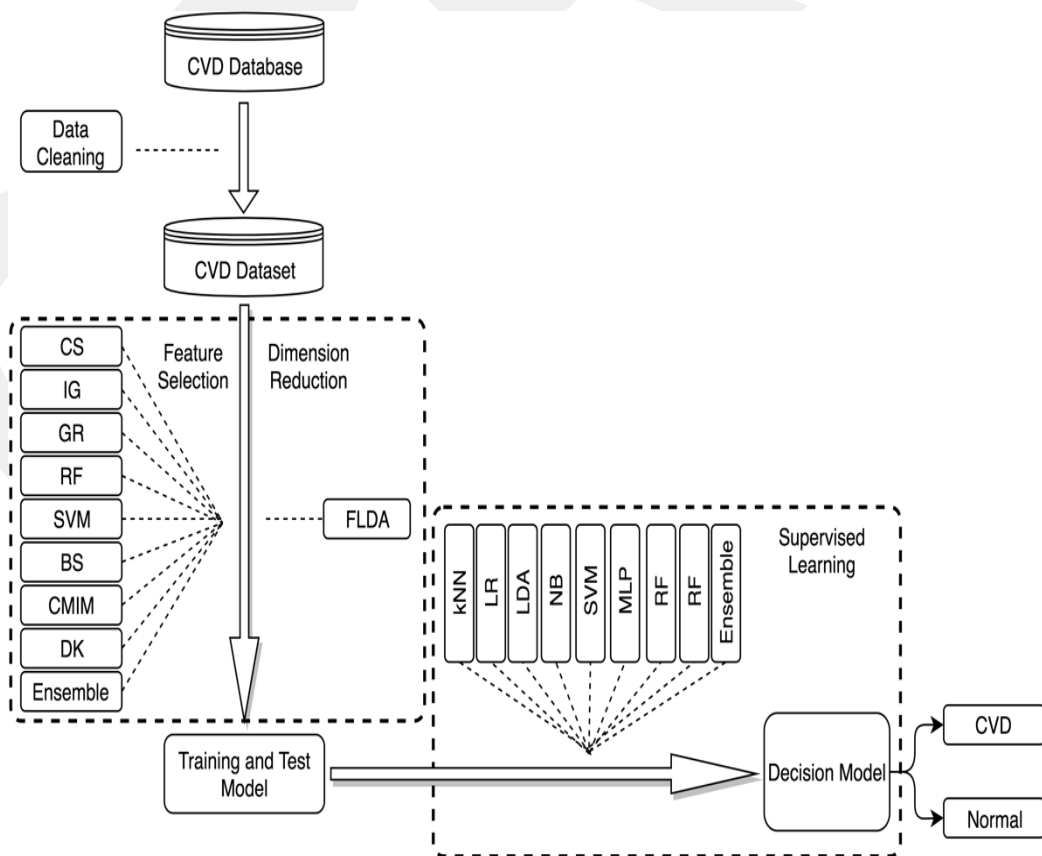 CVD Database
Data
Cleaning
CVD Dataset
CS
IG
GR
RF
SVM
BS
CMIM
DK
Ensemble
Feature
Selection
Dimension
Reduction
FLDA
kNN
LR
LDA
NB
SVM
MLP
RF
RF
Ensemble
Supervised
Learning
Training and Test
Model
Decision Model
CVD
Normal